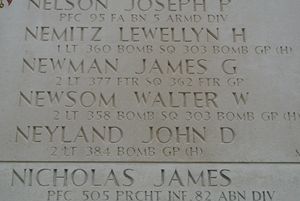 NELSON JOSEPH P
PFC 95 FA BN 5 ARMD DIV
NEMITZ LEWELLYN H
1 LT 360 BOMB SQ 303 BOMB GP (H)
NEWMAN JAMES G
2 LT 377 FTR SQ 362 FTR GP
NEWSOM WALTER W
2 LT 358 BOMB SQ 303 BOMB GP (H)
NEYLAND JOHN D
2 LT 384 BOMB GP (H)
NICHOLAS JAMES
PFC 505 PRCHT INF 82 ABN DIV